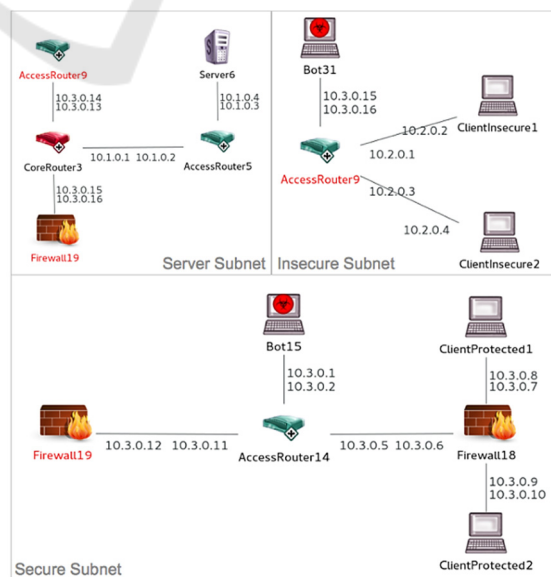 AccessRouter9
10.3.0.14
10.3.0.13
CoreRouter3
10.1.0.1 10.1.0.2
Server6
10.1.0.4
10.1.0.3
AccessRouter5
10.3.0.15
10.3.0.16
Firewall19
Server Subnet
Bot31
10.3.0.15
10.3.0.16
AccessRouter9
10.2.0.2
10.2.0.1
ClientInsecure1
10.2.0.3
10.2.0.4
ClientInsecure2
Insecure Subnet
Bot15
10.3.0.1
10.3.0.2
ClientProtected1
10.3.0.8
10.3.0.7
Firewall19
10.3.0.12 10.3.0.11
AccessRouter14
10.3.0.5 10.3.0.6
Firewall18
10.3.0.9
10.3.0.10
ClientProtected2
Secure Subnet